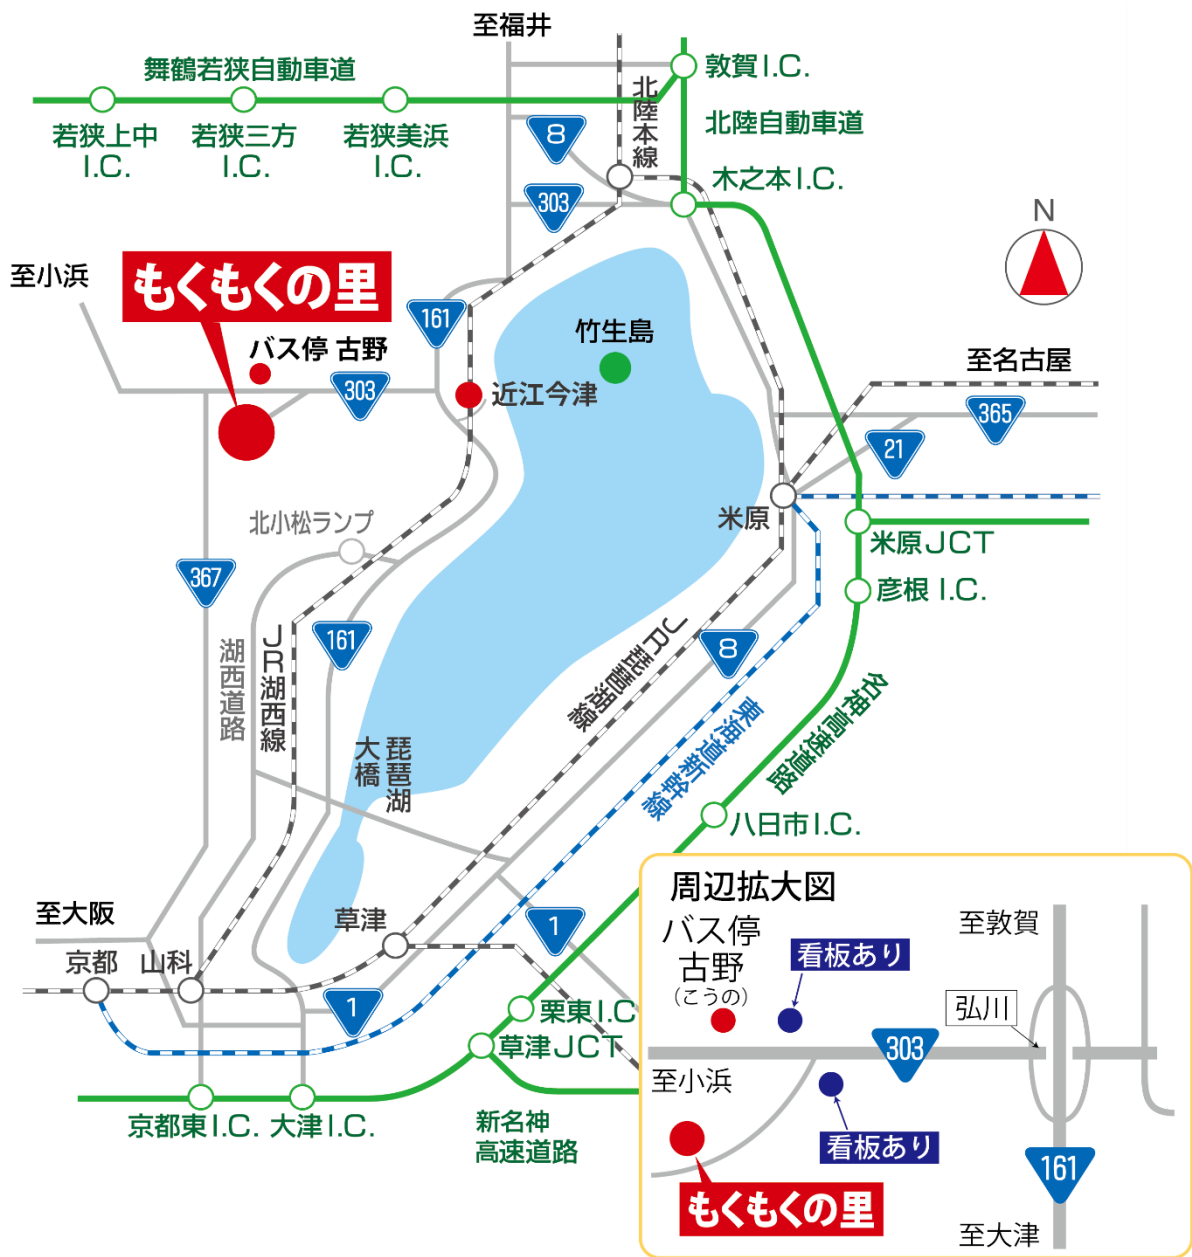 至福井
舞鶴若狭自動車道
敦賀I.C.
若狭上中
I.C.
若狭三方
I.C.
若狭美浜
I.C.
8
北陸本線
北陸自動車道
木之本I.C.
303
N
至小浜
もくもくの里
161
竹生島
バス停 古野
303
近江今津
至名古屋
365
21
北小松ランプ
米原
米原JCT
367
彦根 I.C.
湖西道路
JR湖西線
161
JR琵琶湖線
8
名神高速道路
東海道新幹線
琵琶湖
大橋
八日市I.C.
至大阪
草津
1
京都
山科
1
栗東I.C
草津JCT
京都東I.C.
大津I.C.
新名神
高速道路
周辺拡大図
バス停
古野
(こうの)
看板あり
至敦賀
弘川
303
至小浜
看板あり
161
もくもくの里
至大津